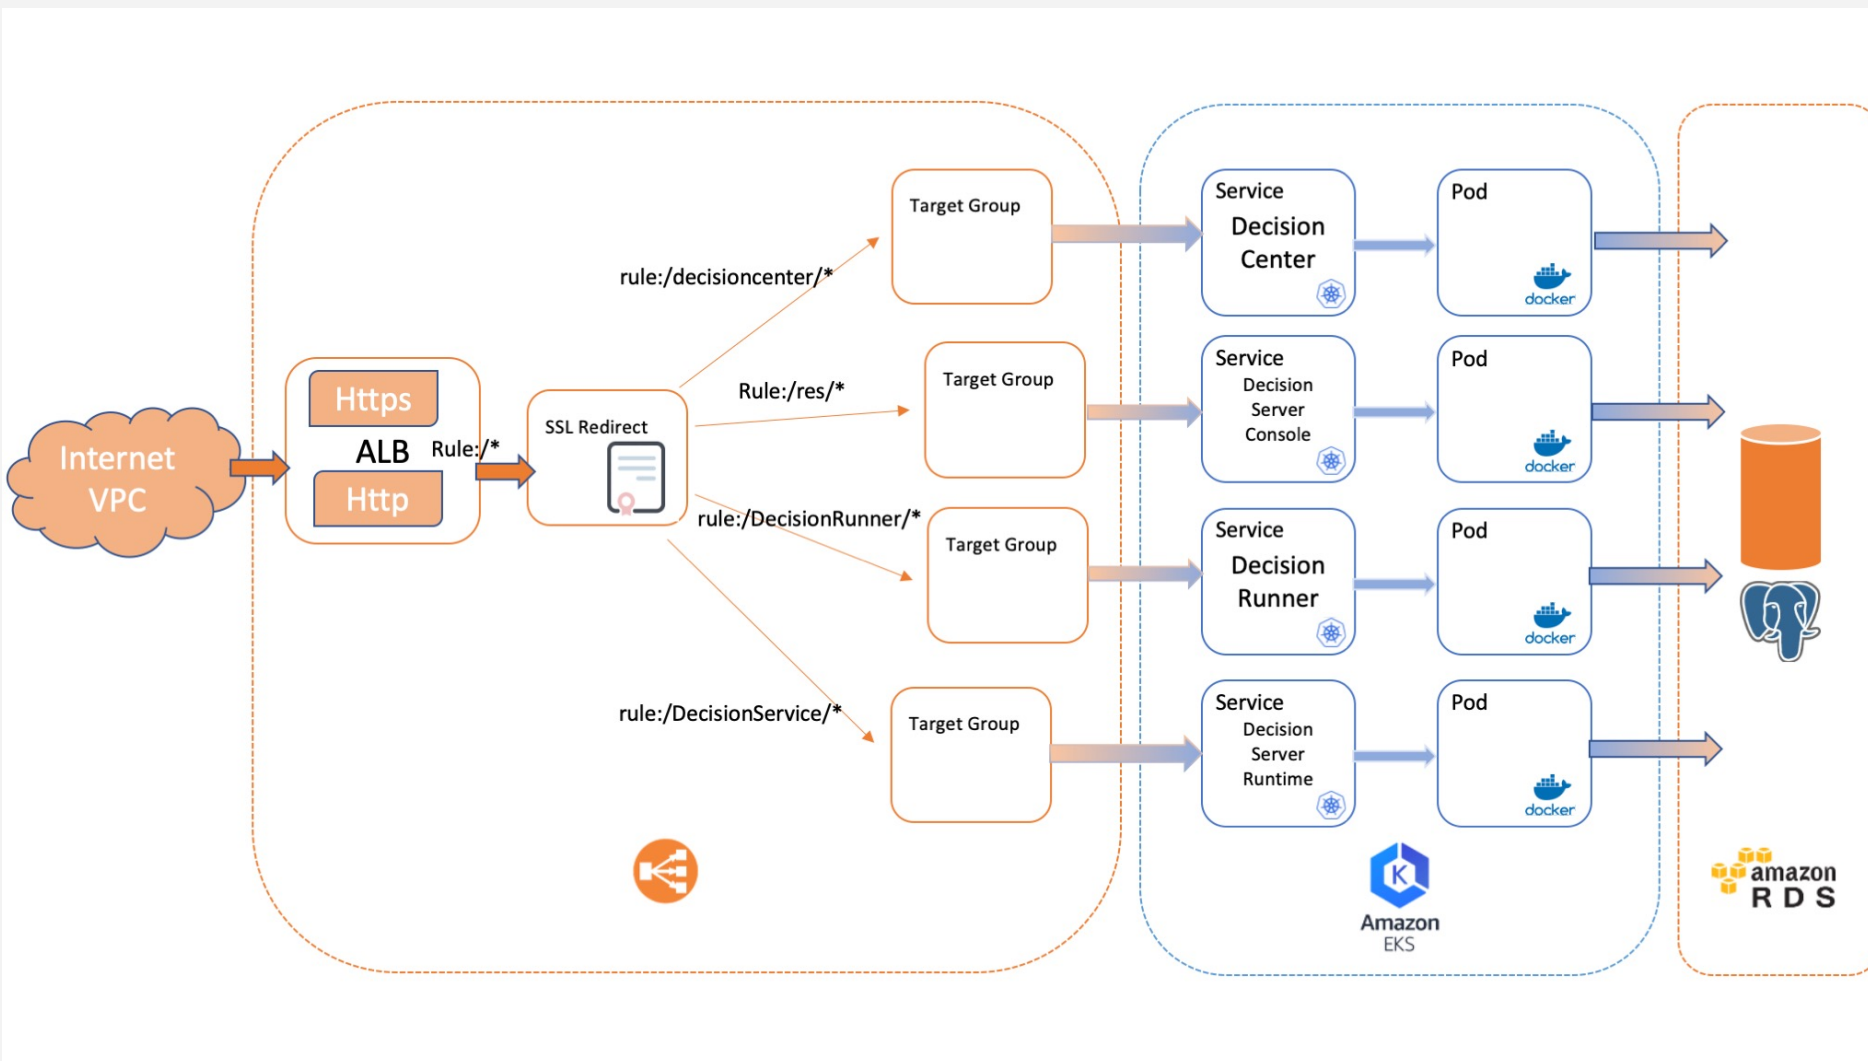 Internet
VPC
Https
ALB
Http
Rule:/*
SSL Redirect
rule:/decisioncenter/*
Rule:/res/*
rule:/DecisionRunner/*
rule:/DecisionService/*
Target Group
Target Group
Target Group
Target Group
Service
Decision
Center
Pod
docker
Service
Decision
Server
Console
Pod
docker
Service
Decision
Runner
Pod
docker
Service
Decision
Server
Runtime
Pod
docker
K
Amazon
EKS
amazon
RDS